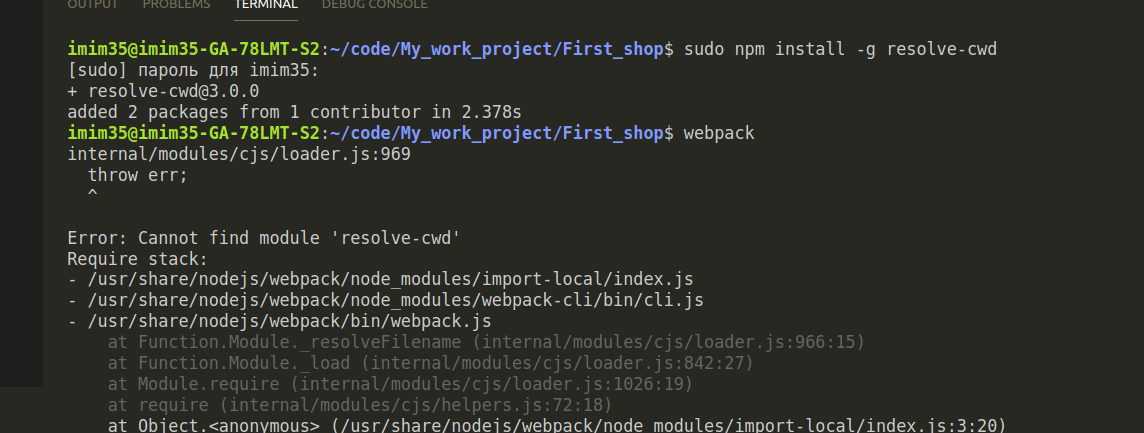 OUTPUT PROBLEMS TERMINAL DEBUG CONSOLE
imim35@imim35-GA-78LMT-S2:~/code/My_work_project/First_shop$ sudo npm install -g resolve-cwd
[sudo] пароль для imim35:
+ resolve-cwd@3.0.0
added 2 packages from 1 contributor in 2.378s
imim35@imim35-GA-78LMT-S2:~/code/My_work_project/First_shop$ webpack
internal/modules/cjs/loader.js:969
  throw err;
  ^

Error: Cannot find module 'resolve-cwd'
Require stack:
- /usr/share/nodejs/webpack/node_modules/import-local/index.js
- /usr/share/nodejs/webpack/node_modules/webpack-cli/bin/cli.js
- /usr/share/nodejs/webpack/bin/webpack.js
    at Function.Module._resolveFilename (internal/modules/cjs/loader.js:966:15)
    at Function.Module._load (internal/modules/cjs/loader.js:842:27)
    at Module.require (internal/modules/cjs/loader.js:1026:19)
    at require (internal/modules/cjs/helpers.js:72:18)
    at Object.<anonymous> (/usr/share/nodejs/webpack/node_modules/import-local/index.js:3:20)